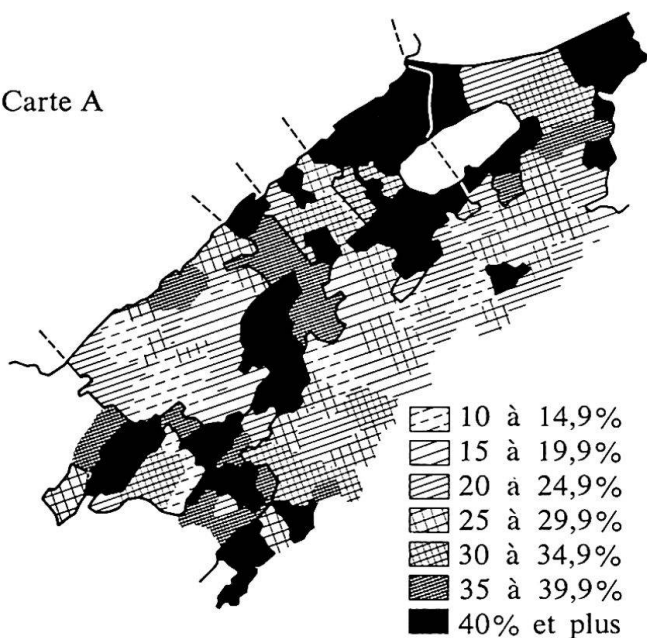 Carte A
10 à 14,9%
15 à 19,9%
20 à 24,9%
25 à 29,9%
30 à 34,9%
35 à 39,9%
40% et plus